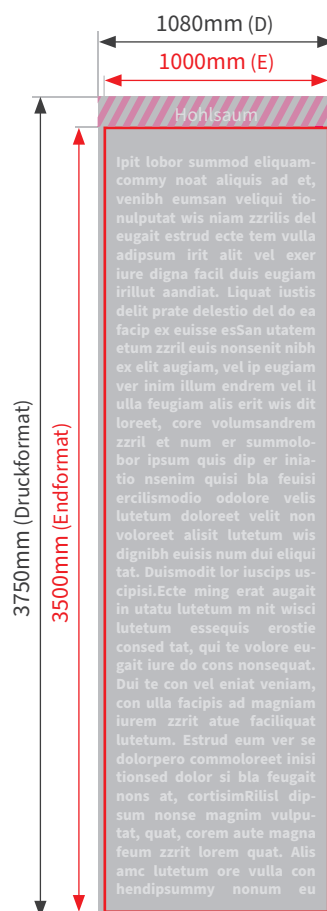 1080mm (D)
1000mm (E)
Hohlsaum
3750mm (Druckformat)
3500mm (Endformat)
Ipit lobor summod eliquam-
commy noat aliquis ad et,
venibh eumsan veliqui tio-
nulputat wis niam zzrilis del
eugait estrud ecte tem vulla
adipsum irit alit vel exer
iure digna facil duis eugiam
irillut aandiat. Liquat iustis
delit prate delestio del do ea
facip ex euisse esSan utatem
etum zzril euis nonsenit nibh
ex elit augiam, vel ip eugiam
ver inim illum endrem vel il
ulla feugiam alis erit wis dit
loreet, core volumsandrem
zzril et num er summolo-
bor ipsum quis dip er inia-
tio nsenim quisi bla feuisi
ercilismodio odolore velis
lutetum doloreet velit non
voloreet alisit lutetum wis
dignibh euisis num dui eliqui
tat. Duismodit lor iuscips us-
cipisi.Ecte ming erat augait
in utatu lutetum m nit wisci
lutetum essequis erostie
consed tat, qui te volore eu-
gait iure do cons nonsequat.
Dui te con vel eniat veniam,
con ulla facipis ad magniam
iurem zzrit atue faciliquat
lutetum. Estrud eum ver se
dolorpero commoloreet inisi
tionsed dolor si bla feugait
nons at, cortisimRilisl dip-
sum nonse magnim vulpu-
tat, quat, corem aute magna
feum zzrit lorem quat. Alis
amc lutetum ore vulla con
hendipsummy nonum eu